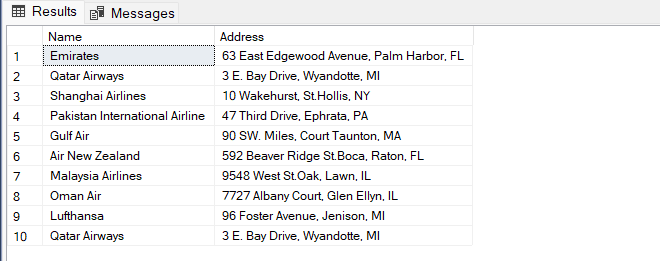 Results Messages
Name Address
1 Emirates 63 East Edgewood Avenue, Palm Harbor, FL
2 Qatar Airways 3 E. Bay Drive, Wyandotte, MI
3 Shanghai Airlines 10 Wakehurst, St.Hollis, NY
4 Pakistan International Airline 47 Third Drive, Ephrata, PA
5 Gulf Air 90 SW. Miles, Court Taunton, MA
6 Air New Zealand 592 Beaver Ridge St.Boca, Raton, FL
7 Malaysia Airlines 9548 West St.Oak, Lawn, IL
8 Oman Air 7727 Albany Court, Glen Ellyn, IL
9 Lufthansa 96 Foster Avenue, Jenison, MI
10 Qatar Airways 3 E. Bay Drive, Wyandotte, MI